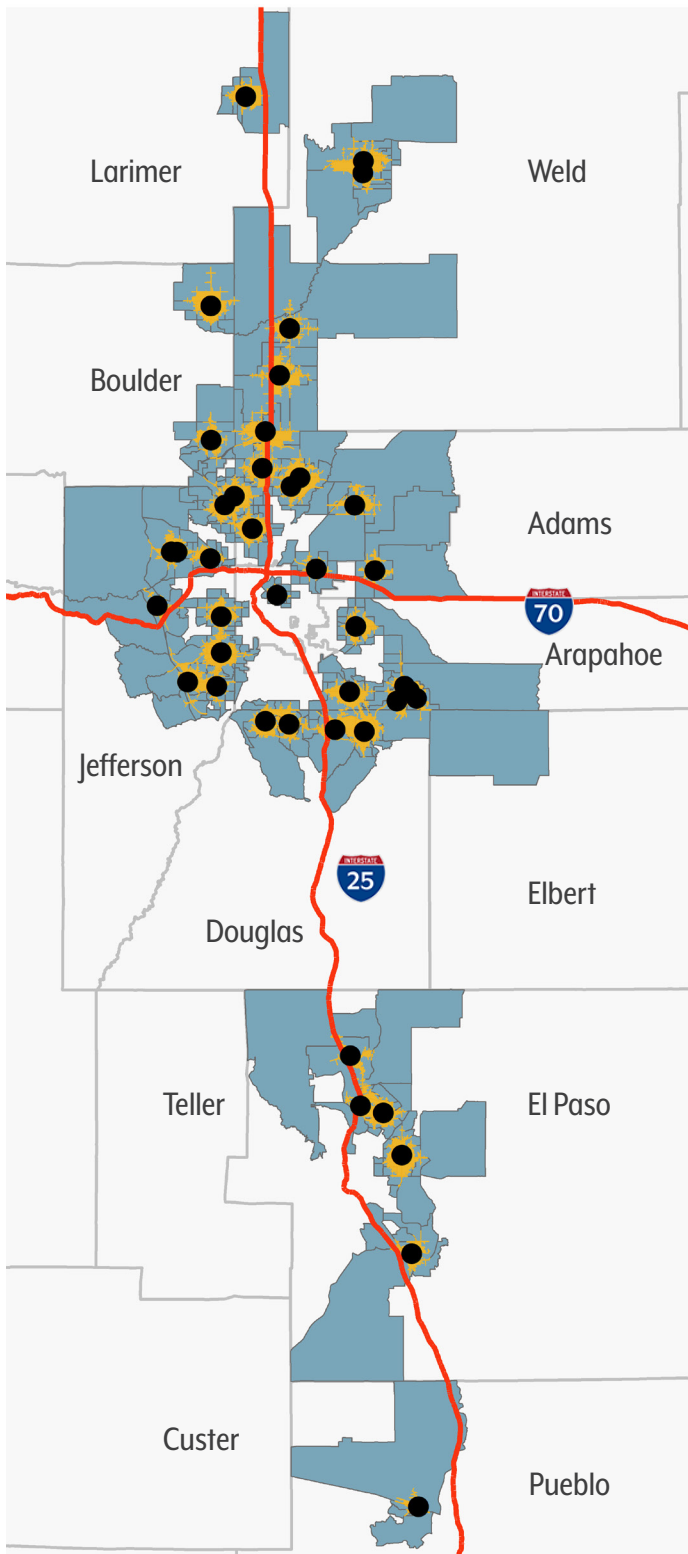 Larimer
Weld
Boulder
Adams
INTERSTATE
70
Arapahoe
Jefferson
INTERSTATE
25
Elbert
Douglas
Teller
El Paso
Custer
Pueblo